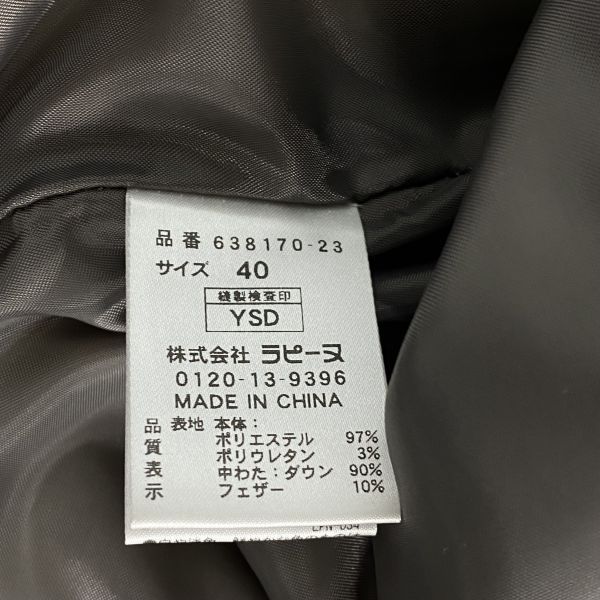 品番 638170-23
サイズ 40
縫製検査印
YSD
株式会社 ラピーヌ
0120-13-9396
MADE IN CHINA
品質表示
表地 本体:
ポリエステル 97%
ポリウレタン 3%
中わた:ダウン 90%
フェザー 10%